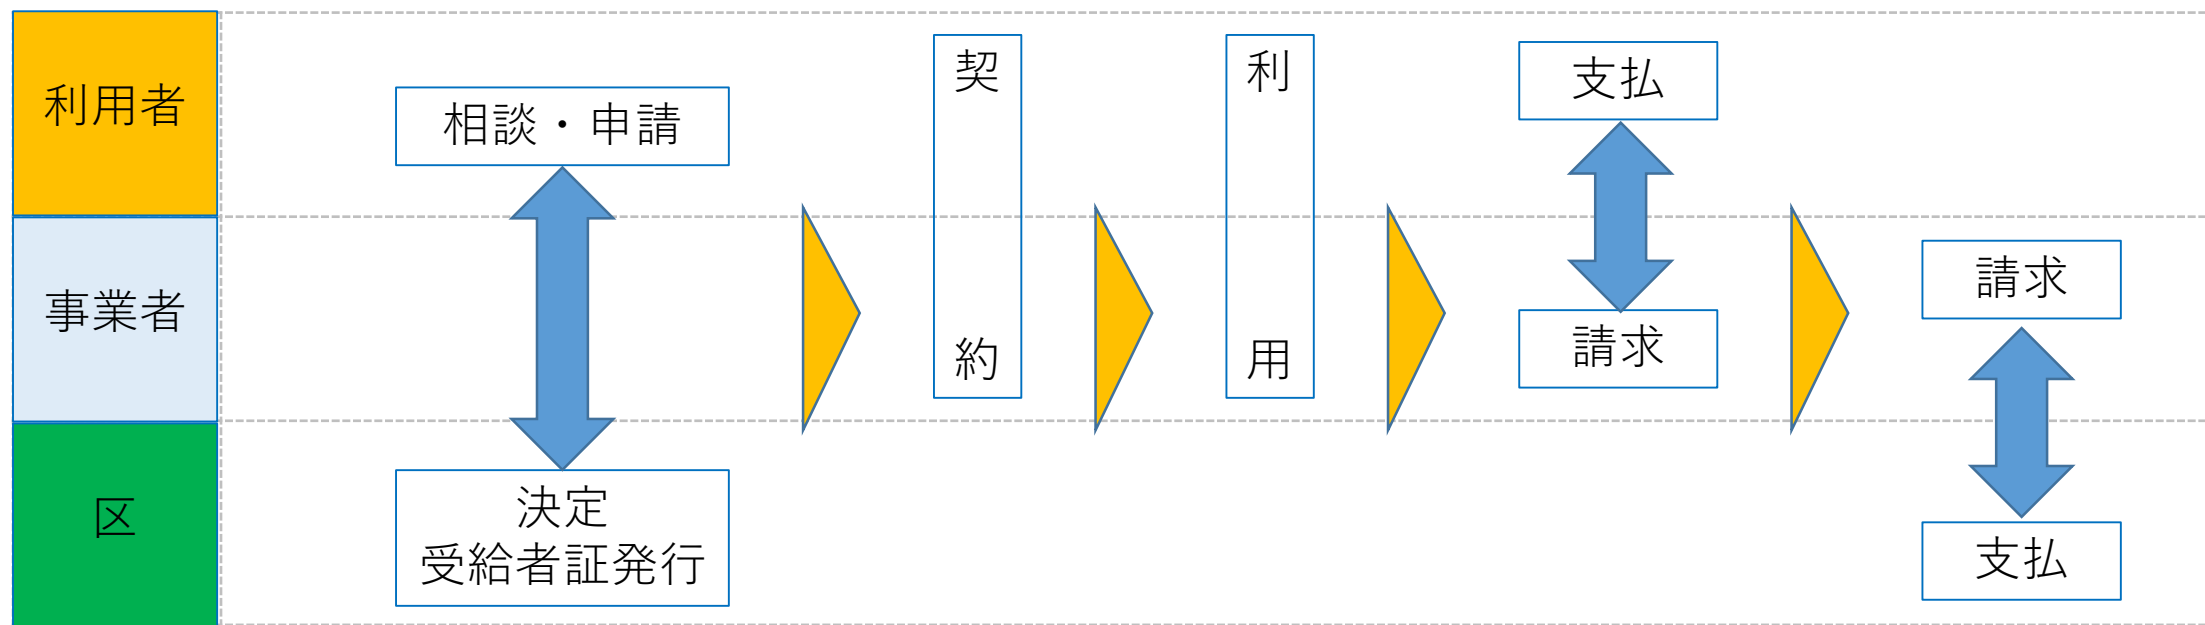 利用者
事業者
区
相談・申請
決定
受給者証発行
契約
利用
支払
請求
請求
支払